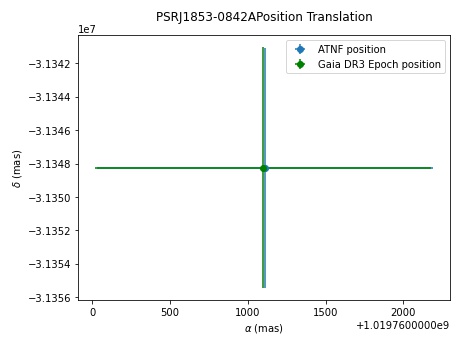 PSRJ1853-0842APosition Translation
1e7
ATNF position
Gaia DR3 Epoch position
−3.1342
−3.1344
−3.1346
−3.1348
−3.1350
−3.1352
−3.1354
−3.1356
δ (mas)
0
500
1000
1500
2000
α (mas)
+1.0197600000e9